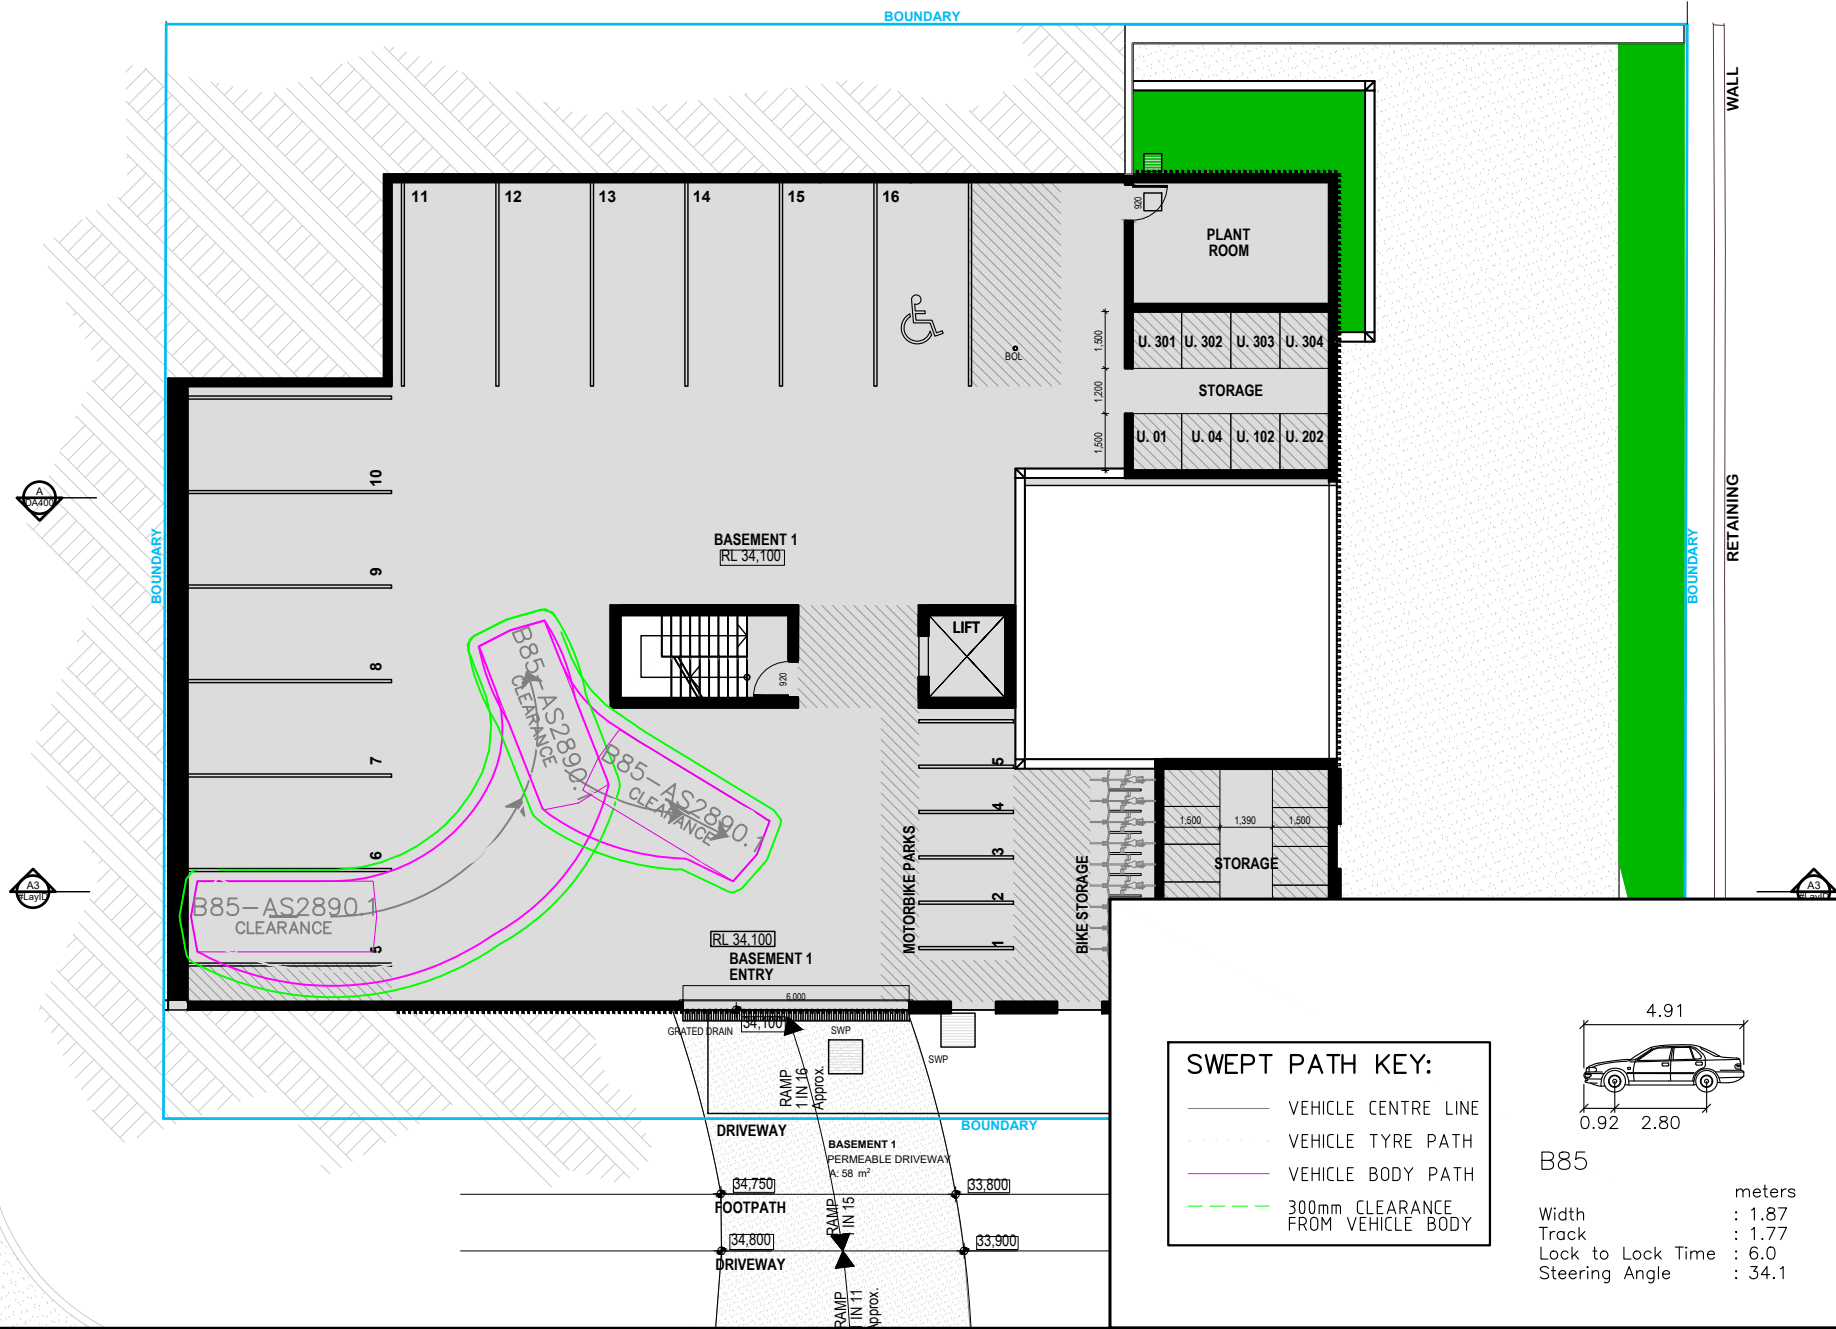 BOUNDARY
WALL
11
12
13
14
15
16
920
PLANT
ROOM
1,500
U. 301
U. 302
U. 303
U. 304
BOL
1,200
STORAGE
1,500
U. 01
U. 04
U. 102
U. 202
10
A
DA400
RETAINING
BOUNDARY
BOUNDARY
BASEMENT 1
RL 34,100
9
8
7
6
5
LIFT
920
B85-AS2890.1
CLEARANCE
B85-AS2890.1
CLEARANCE
B85-AS2890.1
CLEARANCE
5
4
3
2
1
MOTORBIKE PARKS
BIKE STORAGE
1,500
1,390
1,500
STORAGE
A3
#LayID
A3
RL 34.100
BASEMENT 1
ENTRY
6,000
GRATED DRAIN
34,100
SWP
SWP
RAMP
1 IN 16
Approx.
DRIVEWAY
BOUNDARY
BASEMENT 1
PERMEABLE DRIVEWAY
A: 58 m²
34,750
33,800
FOOTPATH
RAMP
1 IN 15
34,800
33,900
DRIVEWAY
RAMP
1 IN 11
Approx.
SWEPT PATH KEY:
VEHICLE CENTRE LINE
VEHICLE TYRE PATH
VEHICLE BODY PATH
300mm CLEARANCE
FROM VEHICLE BODY
4.91
0.92 2.80
B85
meters
Width : 1.87
Track : 1.77
Lock to Lock Time : 6.0
Steering Angle : 34.1